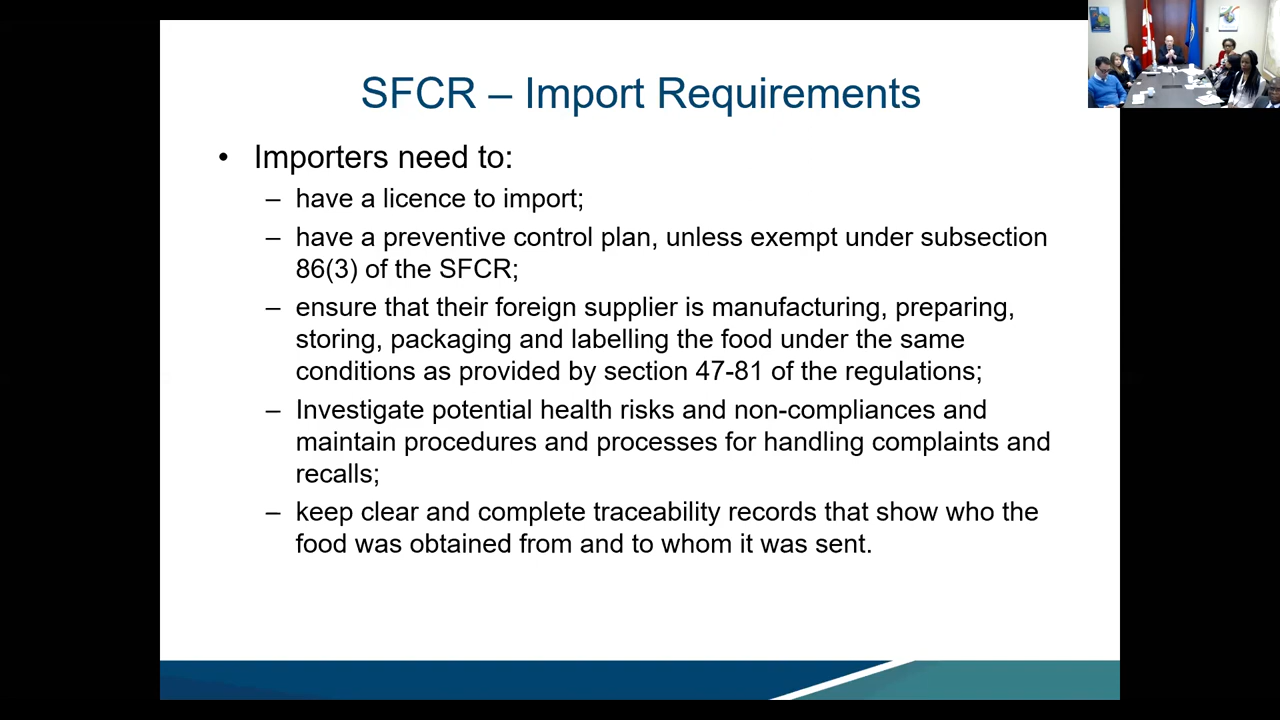 SFCR – Import Requirements
• Importers need to:
– have a licence to import;
– have a preventive control plan, unless exempt under subsection
86(3) of the SFCR;
– ensure that their foreign supplier is manufacturing, preparing,
storing, packaging and labelling the food under the same
conditions as provided by section 47-81 of the regulations;
– Investigate potential health risks and non-compliances and
maintain procedures and processes for handling complaints and
recalls;
– keep clear and complete traceability records that show who the
food was obtained from and to whom it was sent.